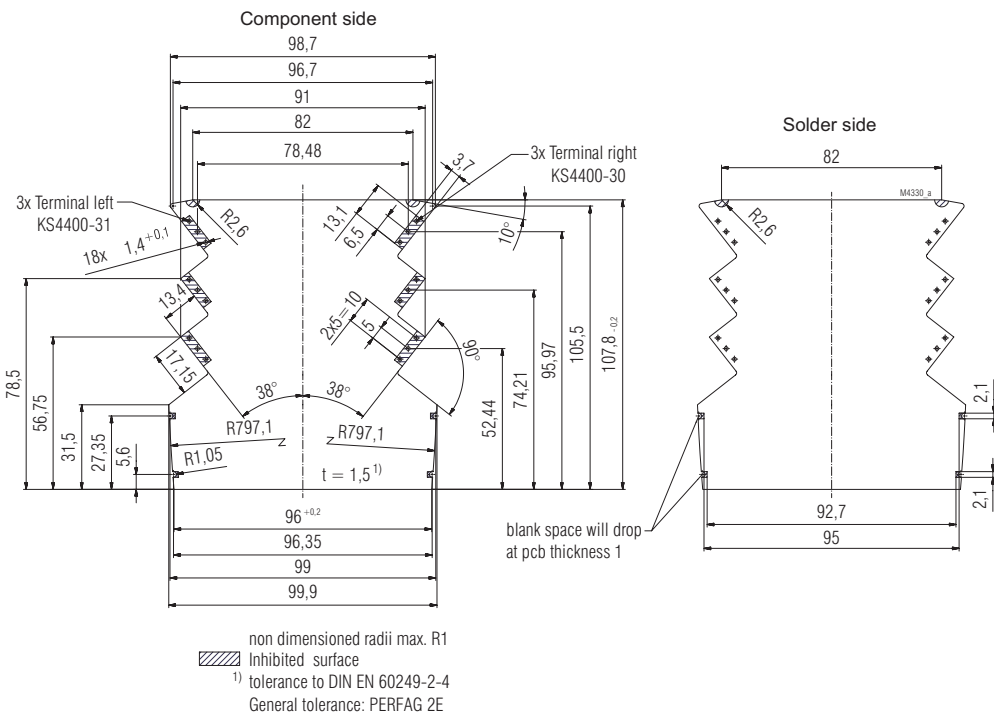 Component side
98,7
96,7
91
82
78,48
3x Terminal left
KS4400-31
3x Terminal right
KS4400-30
3,7
R2,6
13,1
6,5
10°
18x 1,4+0,1
13,4
2x5=10
5
90°
17,15
38°
38°
78,5
56,75
31,5
27,35
5,6
R797,1
R797,1
R1,05
t = 1,5 1)
52,44
74,21
95,97
105,5
107,8 -0,2
96 +0,2
96,35
99
99,9
Solder side
82
M4330_a
R2,6
2,1
2,1
blank space will drop
at pcb thickness 1
92,7
95
non dimensioned radii max. R1
Inhibited surface
1) tolerance to DIN EN 60249-2-4
General tolerance: PERFAG 2E